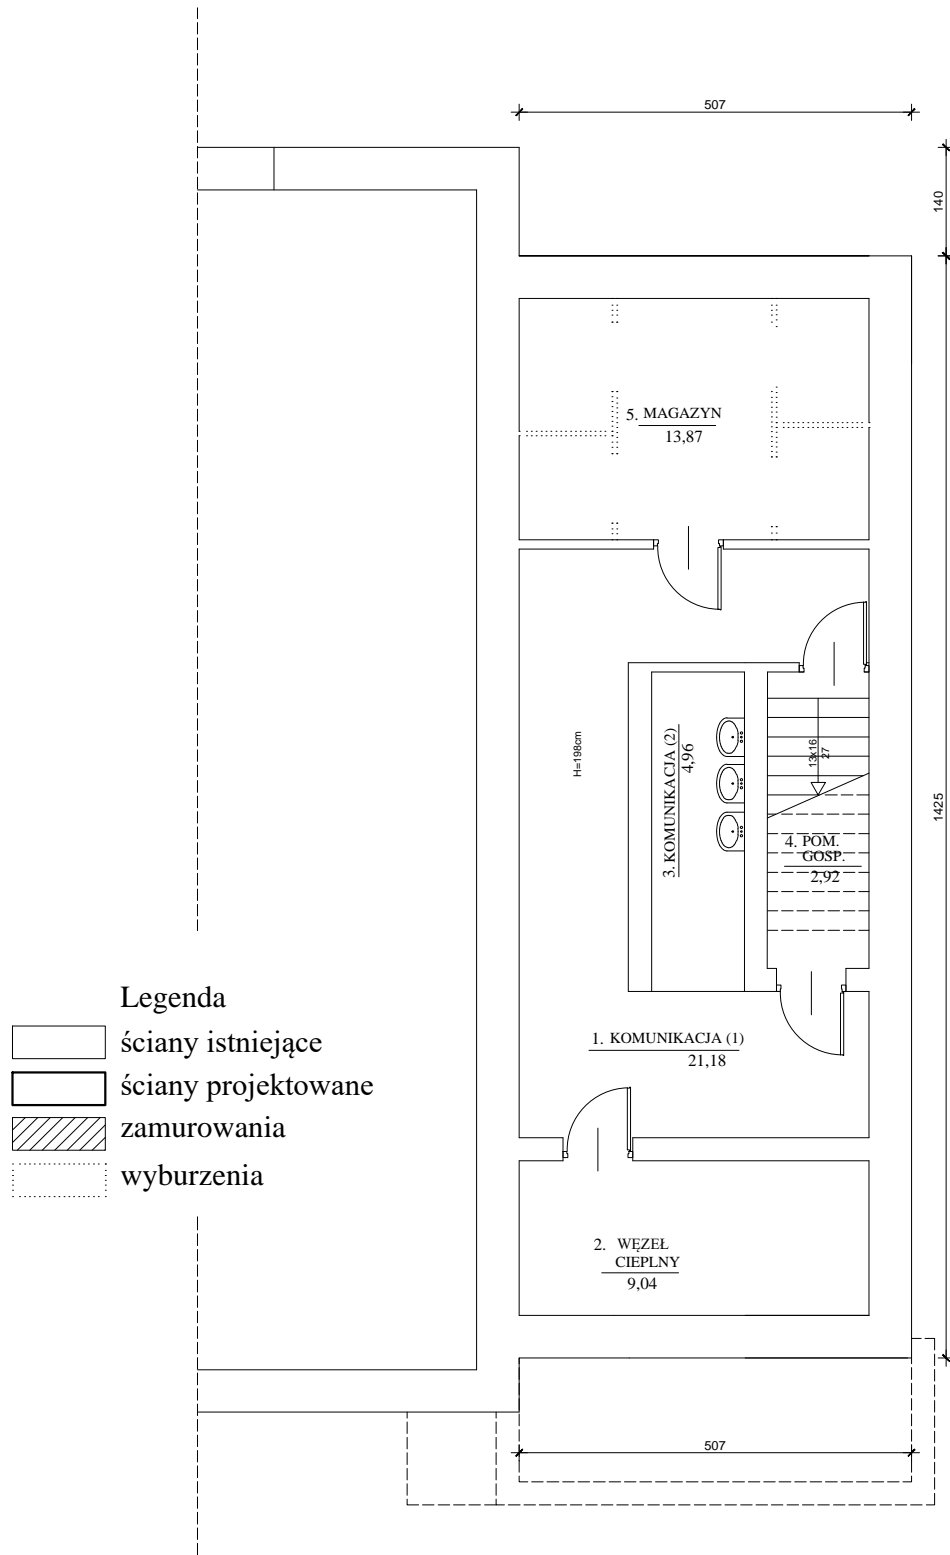 507
140
5. MAGAZYN
13,87
H=198cm
3. KOMUNIKACJA (2)
4,96
13x16
27
1425
4. POM.
GOSP.
2,92
Legenda
ściany istniejące
ściany projektowane
zamurowania
wyburzenia
1. KOMUNIKACJA (1)
21,18
2. WĘZEŁ
CIEPLNY
9,04
507